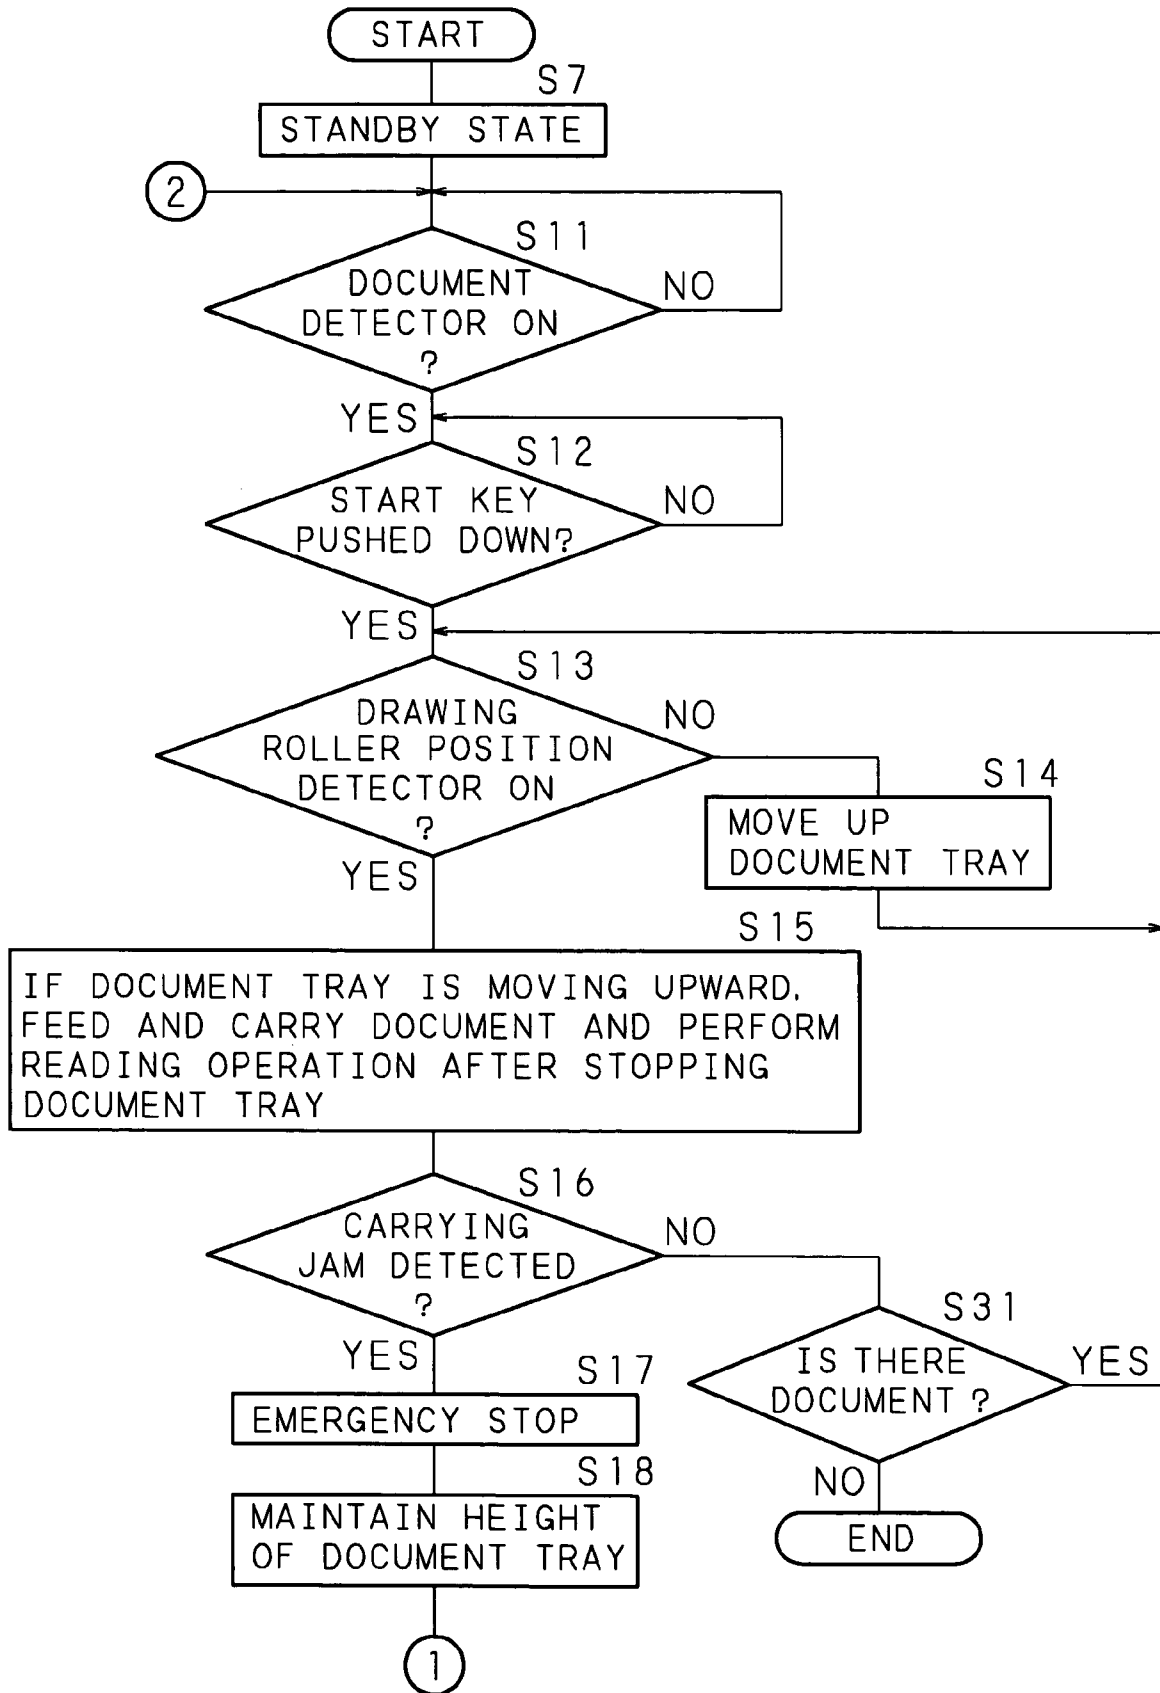 START
S7
STANDBY STATE
2
S11
DOCUMENT
DETECTOR ON
?
NO
YES
S12
START KEY
PUSHED DOWN?
NO
YES
S13
DRAWING
ROLLER POSITION
DETECTOR ON
?
NO
S14
MOVE UP
DOCUMENT TRAY
YES
S15
IF DOCUMENT TRAY IS MOVING UPWARD,
FEED AND CARRY DOCUMENT AND PERFORM
READING OPERATION AFTER STOPPING
DOCUMENT TRAY
S16
CARRYING
JAM DETECTED
?
NO
S31
IS THERE
DOCUMENT ?
YES
YES
S17
EMERGENCY STOP
S18
MAINTAIN HEIGHT
OF DOCUMENT TRAY
NO
END
1